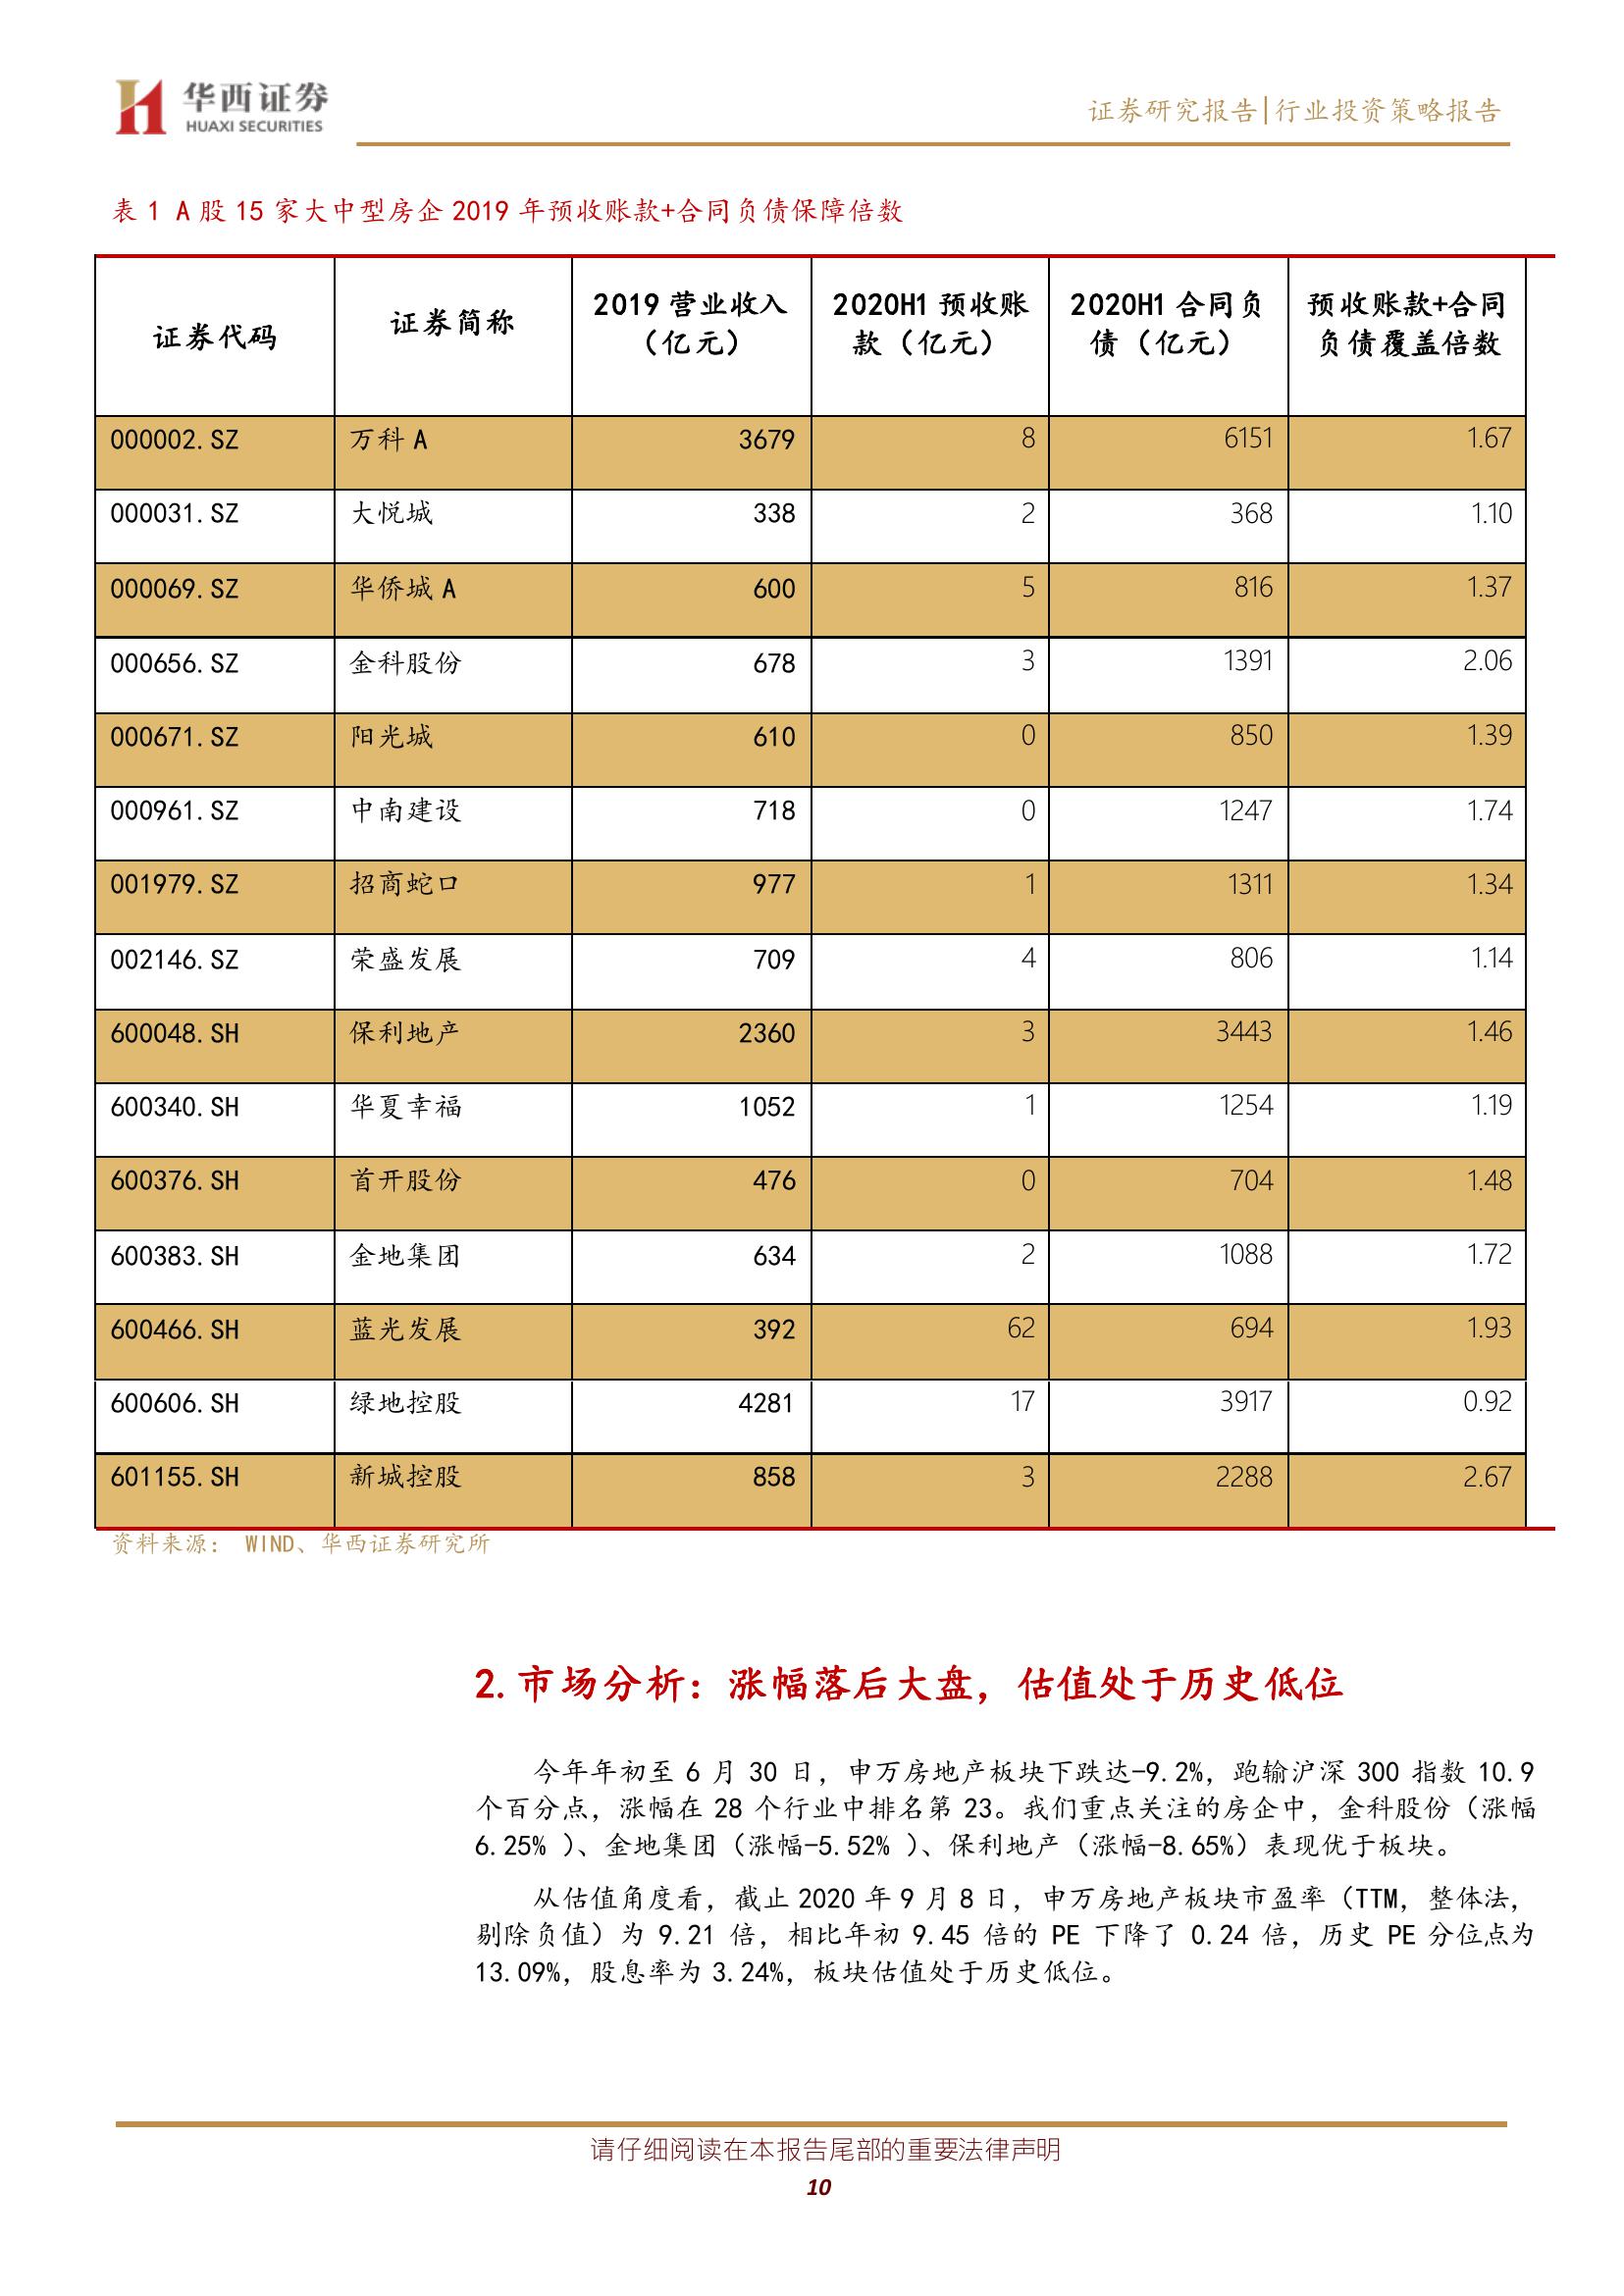 华西证券
HUAXI SECURITIES
证券研究报告|行业投资策略报告
表 1 A 股 15 家大中型房企 2019 年预收账款+合同负债保障倍数
证券代码 证券简称 2019 营业收入（亿元） 2020H1 预收账款（亿元） 2020H1 合同负债（亿元） 预收账款+合同负债覆盖倍数
000002.SZ 万科 A 3679 8 6151 1.67
000031.SZ 大悦城 338 2 368 1.10
000069.SZ 华侨城 A 600 5 816 1.37
000656.SZ 金科股份 678 3 1391 2.06
000671.SZ 阳光城 610 0 850 1.39
000961.SZ 中南建设 718 0 1247 1.74
001979.SZ 招商蛇口 977 1 1311 1.34
002146.SZ 荣盛发展 709 4 806 1.14
600048.SH 保利地产 2360 3 3443 1.46
600340.SH 华夏幸福 1052 1 1254 1.19
600376.SH 首开股份 476 0 704 1.48
600383.SH 金地集团 634 2 1088 1.72
600466.SH 蓝光发展 392 62 694 1.93
600606.SH 绿地控股 4281 17 3917 0.92
601155.SH 新城控股 858 3 2288 2.67
资料来源： WIND、华西证券研究所
2.市场分析：涨幅落后大盘，估值处于历史低位
今年年初至 6 月 30 日，申万房地产板块下跌达-9.2%，跑输沪深 300 指数 10.9
个百分点，涨幅在 28 个行业中排名第 23。我们重点关注的房企中，金科股份（涨幅
6.25% ）、金地集团（涨幅-5.52% ）、保利地产（涨幅-8.65%）表现优于板块。
从估值角度看，截止 2020 年 9 月 8 日，申万房地产板块市盈率（TTM，整体法，
剔除负值）为 9.21 倍，相比年初 9.45 倍的 PE 下降了 0.24 倍，历史 PE 分位点为
13.09%，股息率为 3.24%，板块估值处于历史低位。
请仔细阅读在本报告尾部的重要法律声明
10